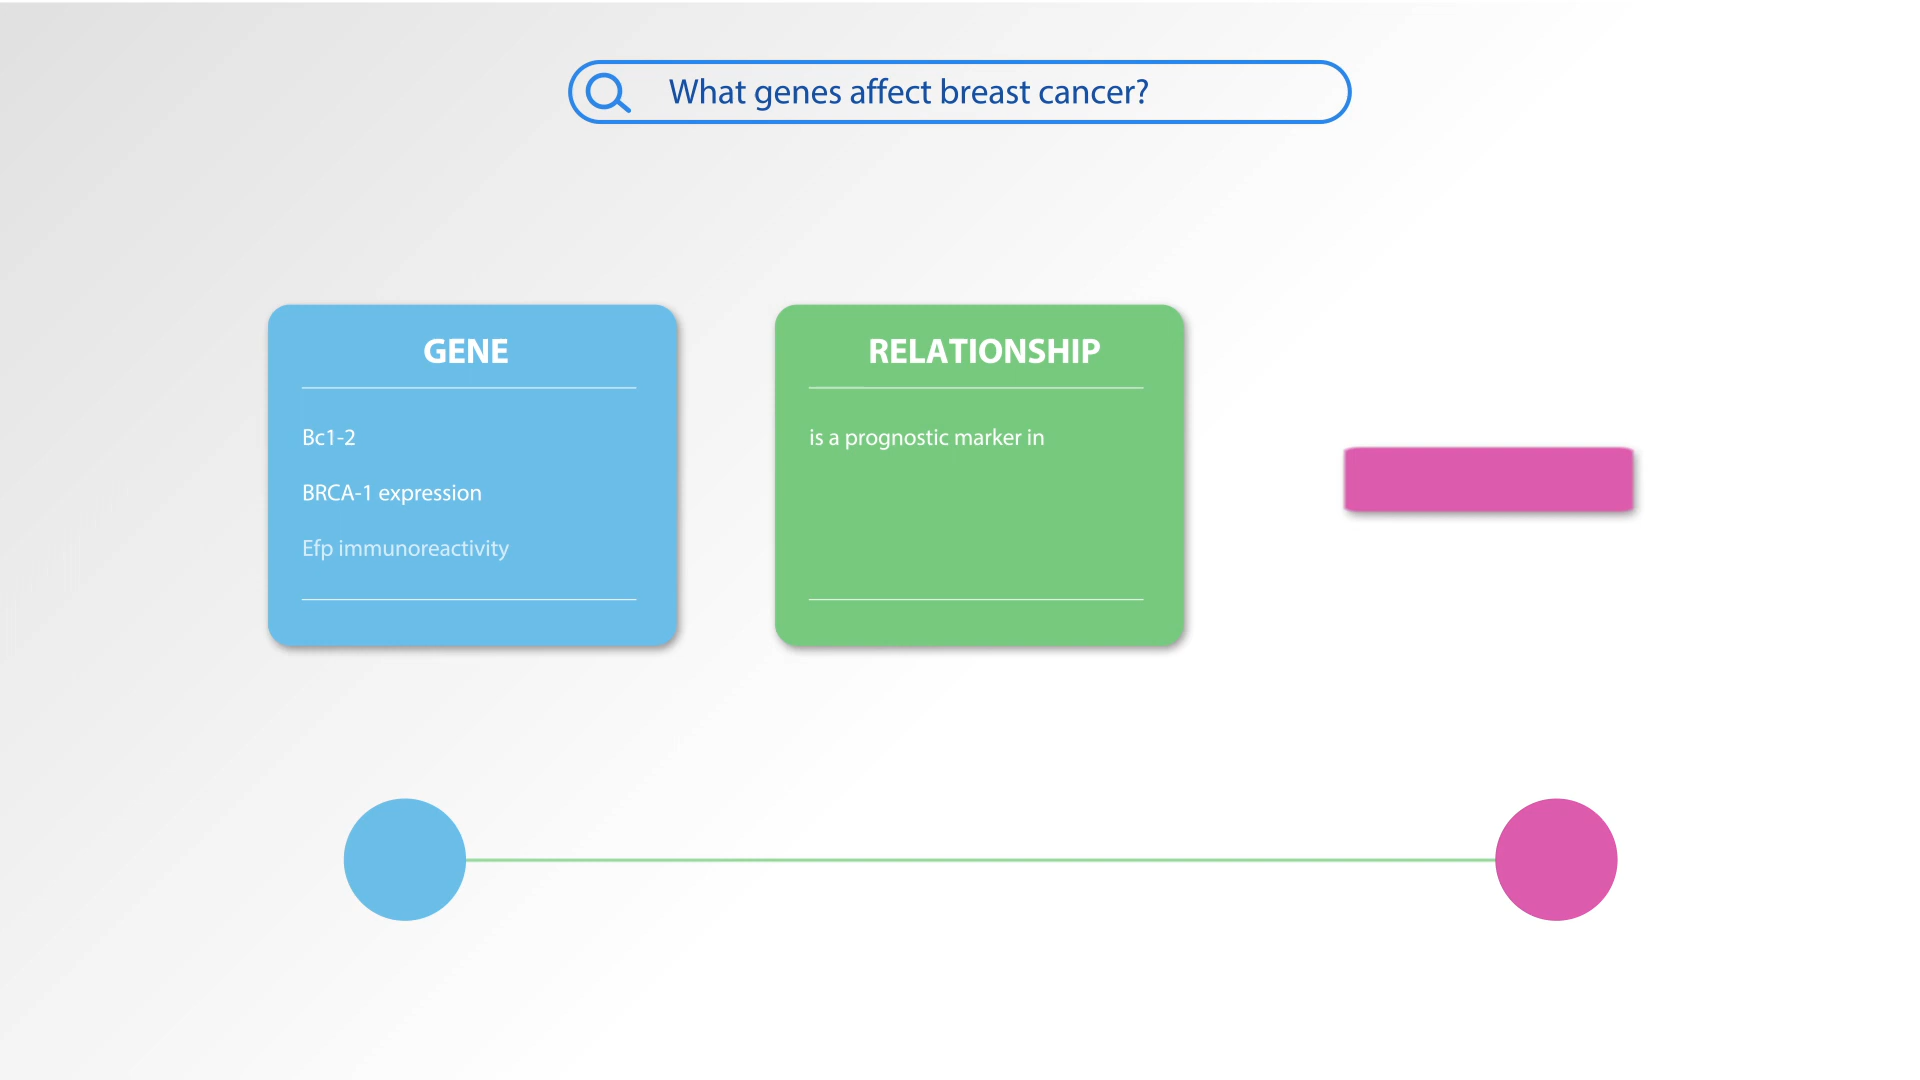 What genes affect breast cancer?
GENE
Bc1-2
BRCA-1 expression
Efp immunoreactivity
RELATIONSHIP
is a prognostic marker in